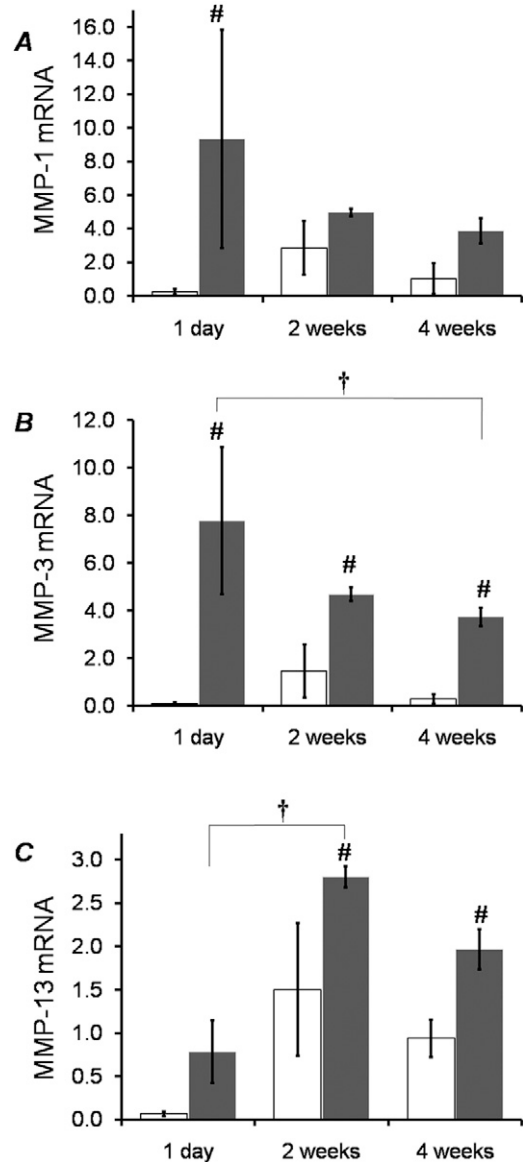 A
MMP-1 mRNA
16.0
14.0
12.0
10.0
8.0
6.0
4.0
2.0
0.0
#
1 day 2 weeks 4 weeks
B
MMP-3 mRNA
†
12.0
10.0
8.0
6.0
4.0
2.0
0.0
# # #
1 day 2 weeks 4 weeks
C
MMP-13 mRNA
†
3.0
2.5
2.0
1.5
1.0
0.5
0.0
# #
1 day 2 weeks 4 weeks